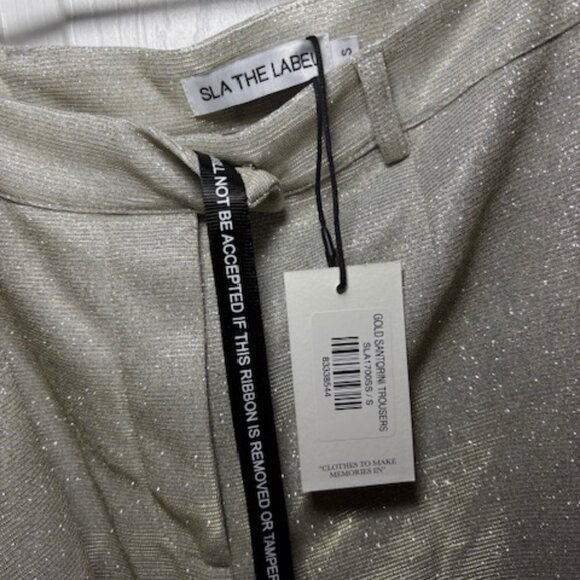 SLA THE LABEL
S
LL NOT BE ACCEPTED IF THIS RIBBON IS REMOVED OR TAMPER
GOLD SANTORINI TROUSERS
SLA1700SS / S
83338544
"CLOTHES TO MAKE
MEMORIES IN"